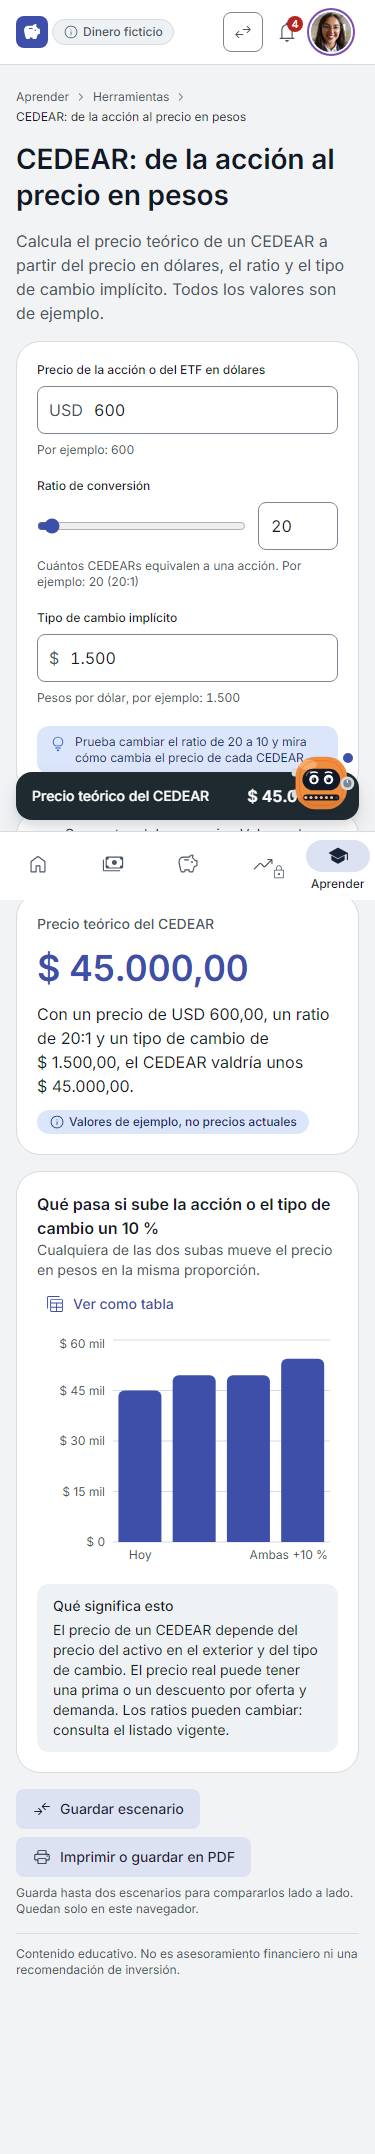 Dinero ficticio
4
Aprender > Herramientas >
CEDEAR: de la acción al precio en pesos
CEDEAR: de la acción al
precio en pesos
Calcula el precio teórico de un CEDEAR a
partir del precio en dólares, el ratio y el tipo
de cambio implícito. Todos los valores son
de ejemplo.
Precio de la acción o del ETF en dólares
USD 600
Por ejemplo: 600
Ratio de conversión
20
Cuántos CEDEARs equivalen a una acción. Por
ejemplo: 20 (20:1)
Tipo de cambio implícito
$ 1.500
Pesos por dólar, por ejemplo: 1.500
Prueba cambiar el ratio de 20 a 10 y mira
cómo cambia el precio de cada CEDEAR
Precio teórico del CEDEAR $ 45.0
Aprender
Precio teórico del CEDEAR
$ 45.000,00
Con un precio de USD 600,00, un ratio
de 20:1 y un tipo de cambio de
$ 1.500,00, el CEDEAR valdría unos
$ 45.000,00.
Valores de ejemplo, no precios actuales
Qué pasa si sube la acción o el tipo de
cambio un 10 %
Cualquiera de las dos subas mueve el precio
en pesos en la misma proporción.
Ver como tabla
$ 60 mil
$ 45 mil
$ 30 mil
$ 15 mil
$ 0
Hoy Ambas +10 %
Qué significa esto
El precio de un CEDEAR depende del
precio del activo en el exterior y del tipo
de cambio. El precio real puede tener
una prima o un descuento por oferta y
demanda. Los ratios pueden cambiar:
consulta el listado vigente.
Guardar escenario
Imprimir o guardar en PDF
Guarda hasta dos escenarios para compararlos lado a lado.
Quedan solo en este navegador.
Contenido educativo. No es asesoramiento financiero ni una
recomendación de inversión.